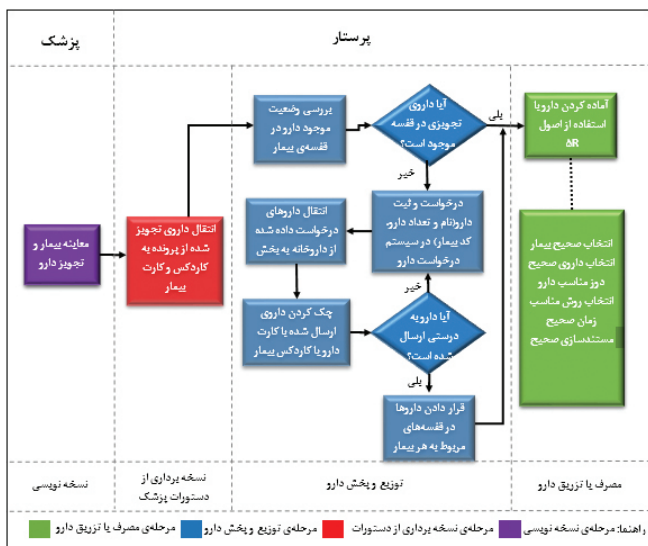 پزشک
پرستار
معاینه بیمار و
تجویز دارو
انتقال داروی تجویز
شده از پرونده به
کاردکس و کارت
بیمار
بررسی وضعیت
موجود دارو در
قفسه‌ی بیمار
آیا داروی
تجویزی در قفسه
موجود است؟
بلی
خیر
درخواست و ثبت
دارو(نام و تعداد دارو،
کد بیمار) در سیستم
درخواست دارو
انتقال داروهای
درخواست داده شده
از داروخانه به بخش
چک کردن داروی
ارسال شده با کارت
دارو یا کاردکس بیمار
آیا دارو به
درستی ارسال
شده است؟
خیر
بلی
قرار دادن داروها
در قفسه‌های
مربوط به هر بیمار
آماده کردن دارو با
استفاده از اصول
5R
انتخاب صحیح بیمار
انتخاب داروی صحیح
دوز مناسب دارو
انتخاب روش مناسب
زمان صحیح
مستندسازی صحیح
نسخه نویسی
نسخه برداری از
دستورات پزشک
توزیع و پخش دارو
مصرف یا تزریق دارو
راهنما: مرحله‌ی نسخه نویسی مرحله‌ی نسخه برداری از دستورات مرحله‌ی توزیع و پخش دارو مرحله‌ی مصرف یا تزریق دارو